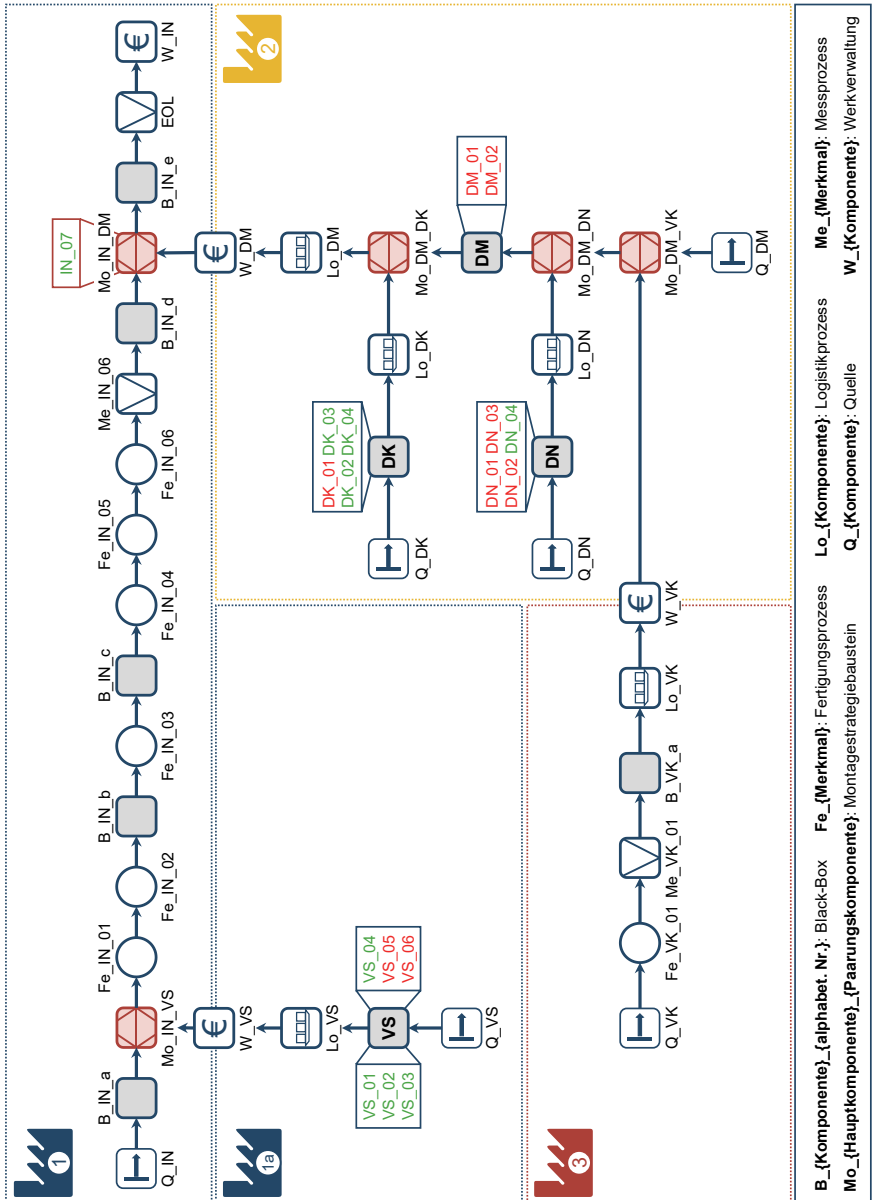 1
Q_IN
B_IN_a
Mo_IN_VS
Fe_IN_01
Fe_IN_02
B_IN_b
Fe_IN_03
B_IN_c
Fe_IN_04
Fe_IN_05
Fe_IN_06
Me_IN_06
B_IN_d
Mo_IN_DM
IN_07
B_IN_e
EOL
€
W_IN
1a
€
W_VS
Lo_VS
VS_01
VS_02
VS_03
VS
VS_04
VS_05
VS_06
Q_VS
2
€
W_DM
Lo_DM
DK_01 DK_03
DK_02 DK_04
Q_DK
DK
Lo_DK
Mo_DM_DK
DM
DM_01
DM_02
DN_01 DN_03
DN_02 DN_04
Q_DN
DN
Lo_DN
Mo_DM_DN
Mo_DM_VK
Q_DM
3
Q_VK
Fe_VK_01
Me_VK_01
B_VK_a
Lo_VK
€
W_VK
B_{Komponente}_{alphabet. Nr.}: Black-Box
Fe_{Merkmal}: Fertigungsprozess
Lo_{Komponente}: Logistikprozess
Me_{Merkmal}: Messprozess
Mo_{Hauptkomponente}_{Paarungskomponente}: Montagestrategiebaustein
Q_{Komponente}: Quelle
W_{Komponente}: Werkverwaltung